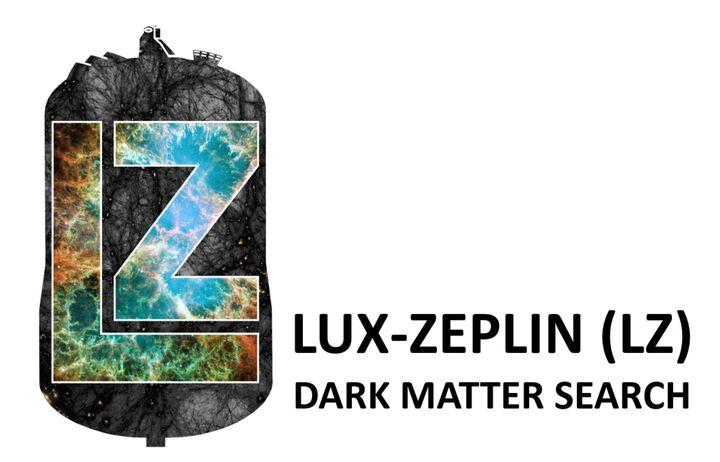 LZ
LUX-ZEPLIN (LZ)
DARK MATTER SEARCH